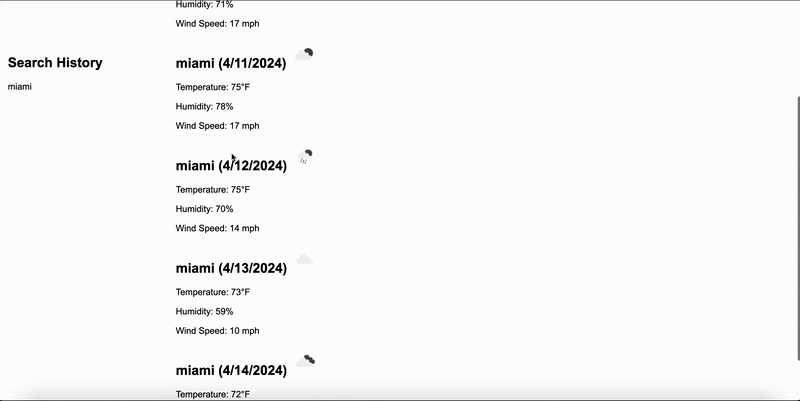 Humidity: 71%
Wind Speed: 17 mph
Search History
miami
miami (4/11/2024)
Temperature: 75°F
Humidity: 78%
Wind Speed: 17 mph
miami (4/12/2024)
Temperature: 75°F
Humidity: 70%
Wind Speed: 14 mph
miami (4/13/2024)
Temperature: 73°F
Humidity: 59%
Wind Speed: 10 mph
miami (4/14/2024)
Temperature: 72°F